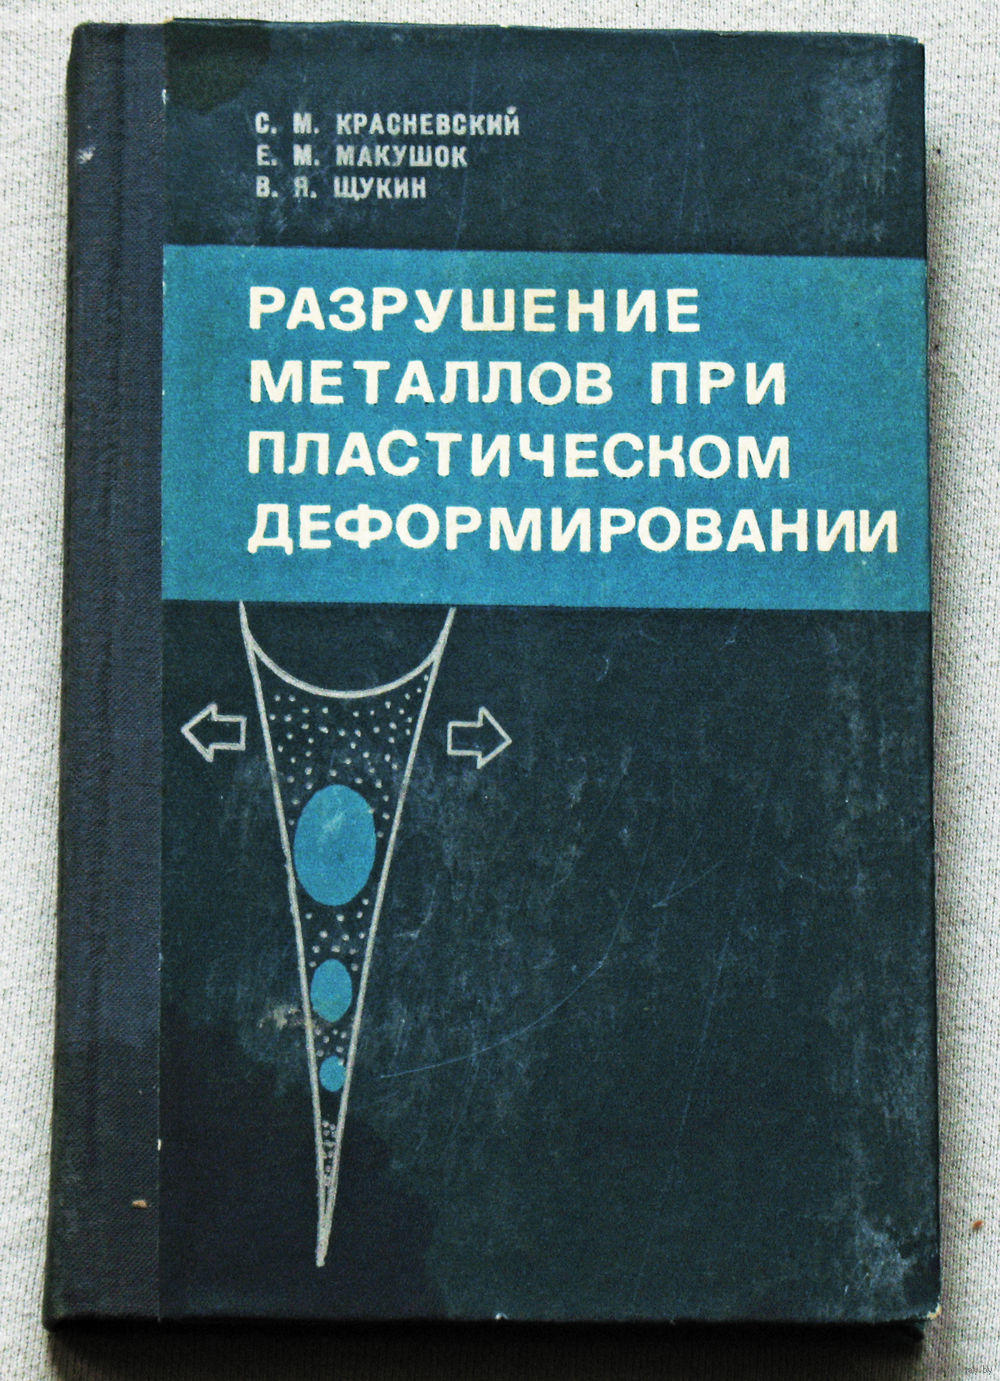 С. М. КРАСНЕВСКИЙ
Е. М. МАКУШОК
В. Я. ЩУКИН
РАЗРУШЕНИЕ
МЕТАЛЛОВ ПРИ
ПЛАСТИЧЕСКОМ
ДЕФОРМИРОВАНИИ